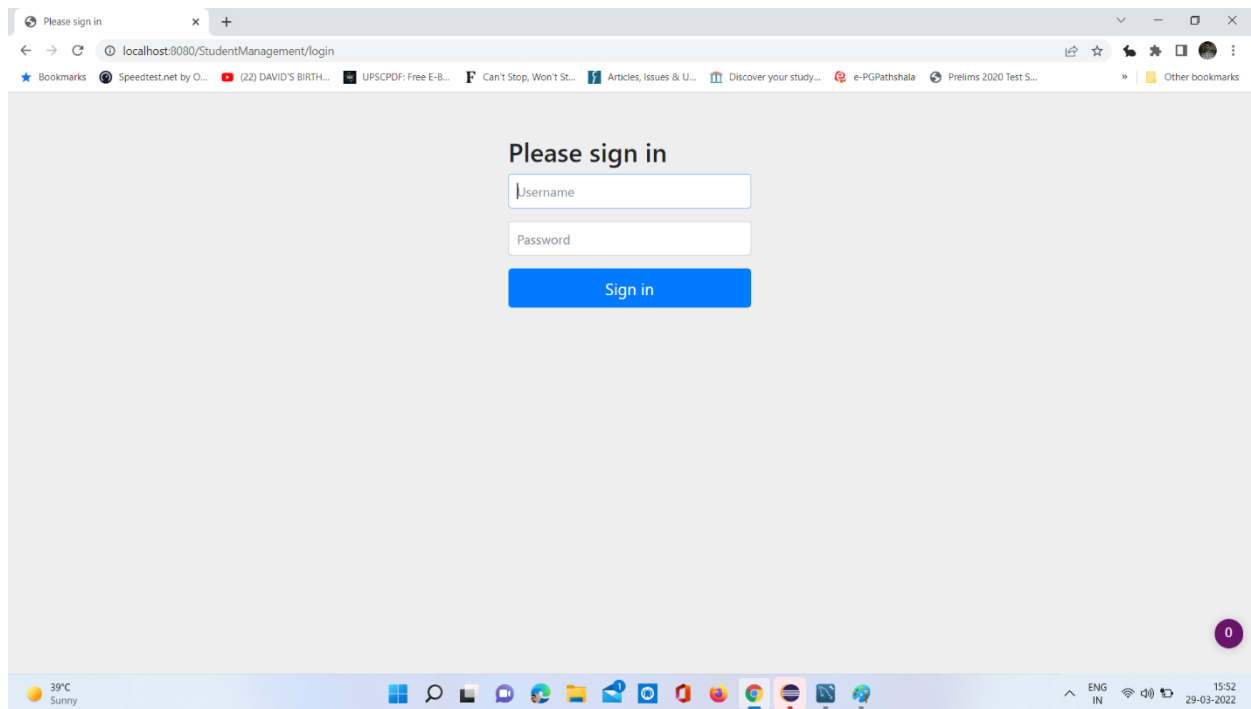 Please sign in
localhost:8080/StudentManagement/login
Bookmarks Speedtest.net by O... (22) DAVID'S BIRTH... UPSCPDF: Free E-B... F Can't Stop, Won't St... Articles, Issues & U... Discover your study... e-PGPathshala Prelims 2020 Test S... » Other bookmarks
Please sign in
Username
Password
Sign in
0
39°C
Sunny
1
ENG
IN
15:52
29-03-2022